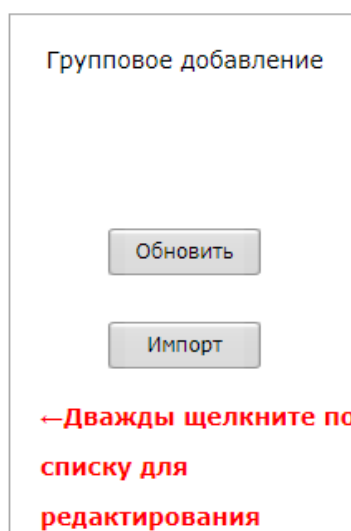 Групповое добавление
Обновить
Импорт
←Дважды щелкните по
списку для
редактирования